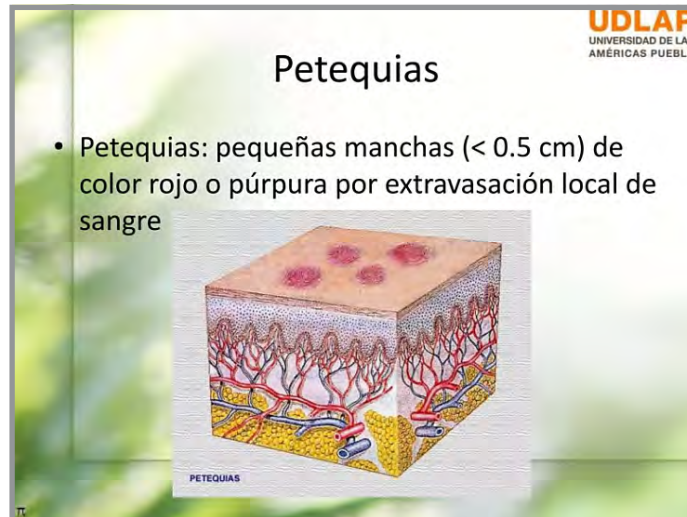 UDLAP
UNIVERSIDAD DE LA
AMÉRICAS PUEBL
Petequias
• Petequias: pequeñas manchas (< 0.5 cm) de
color rojo o púrpura por extravasación local de
sangre
PETEQUIAS